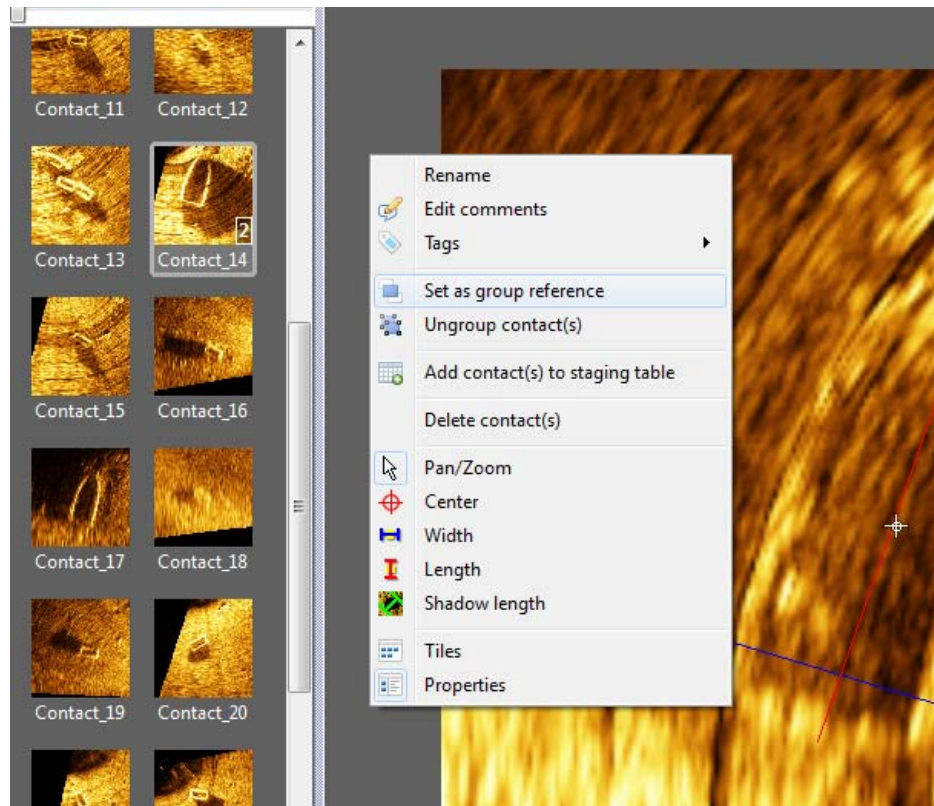 Contact_11 Contact_12
2
Contact_13 Contact_14
Contact_15 Contact_16
Contact_17 Contact_18
Contact_19 Contact_20
Rename
Edit comments
Tags
Set as group reference
Ungroup contact(s)
Add contact(s) to staging table
Delete contact(s)
Pan/Zoom
Center
Width
Length
Shadow length
Tiles
Properties